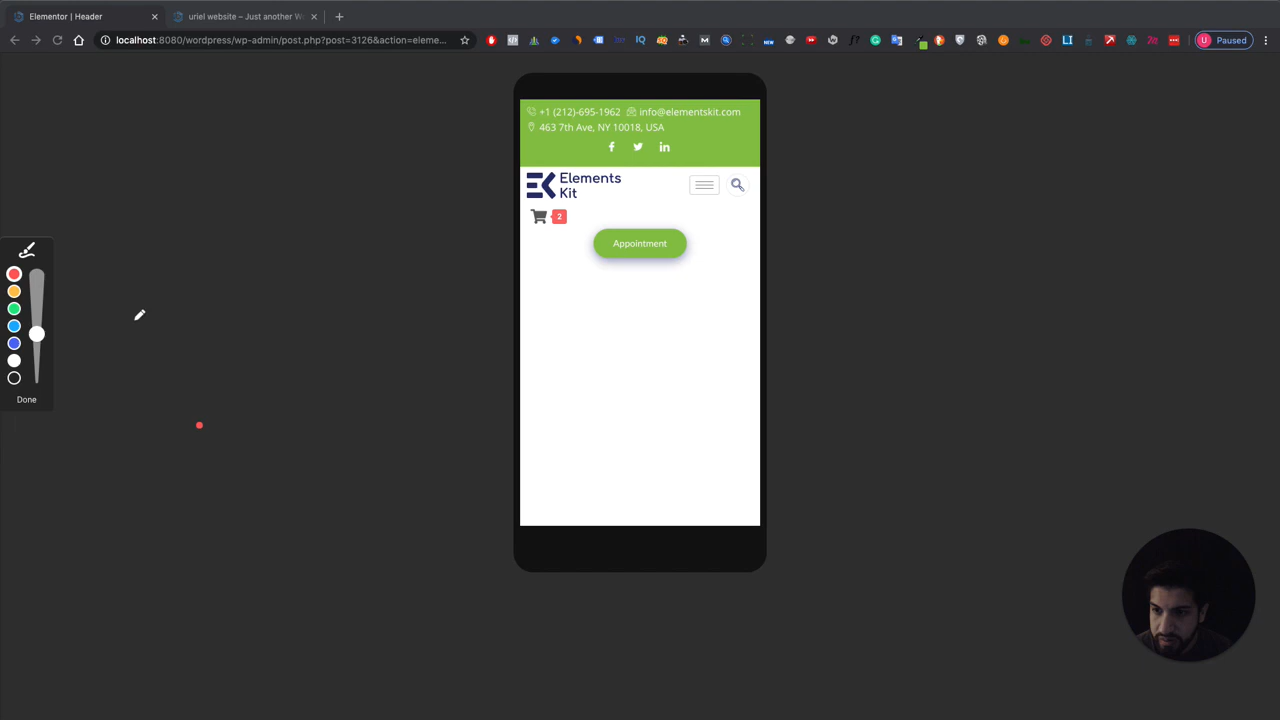 Elementor | Header
uriel website – Just another W
localhost:8080/wordpress/wp-admin/post.php?post=3126&action=eleme...
U Paused
+1 (212)-695-1962 info@elementskit.com
463 7th Ave, NY 10018, USA
Elements
Kit
2
Appointment
Done